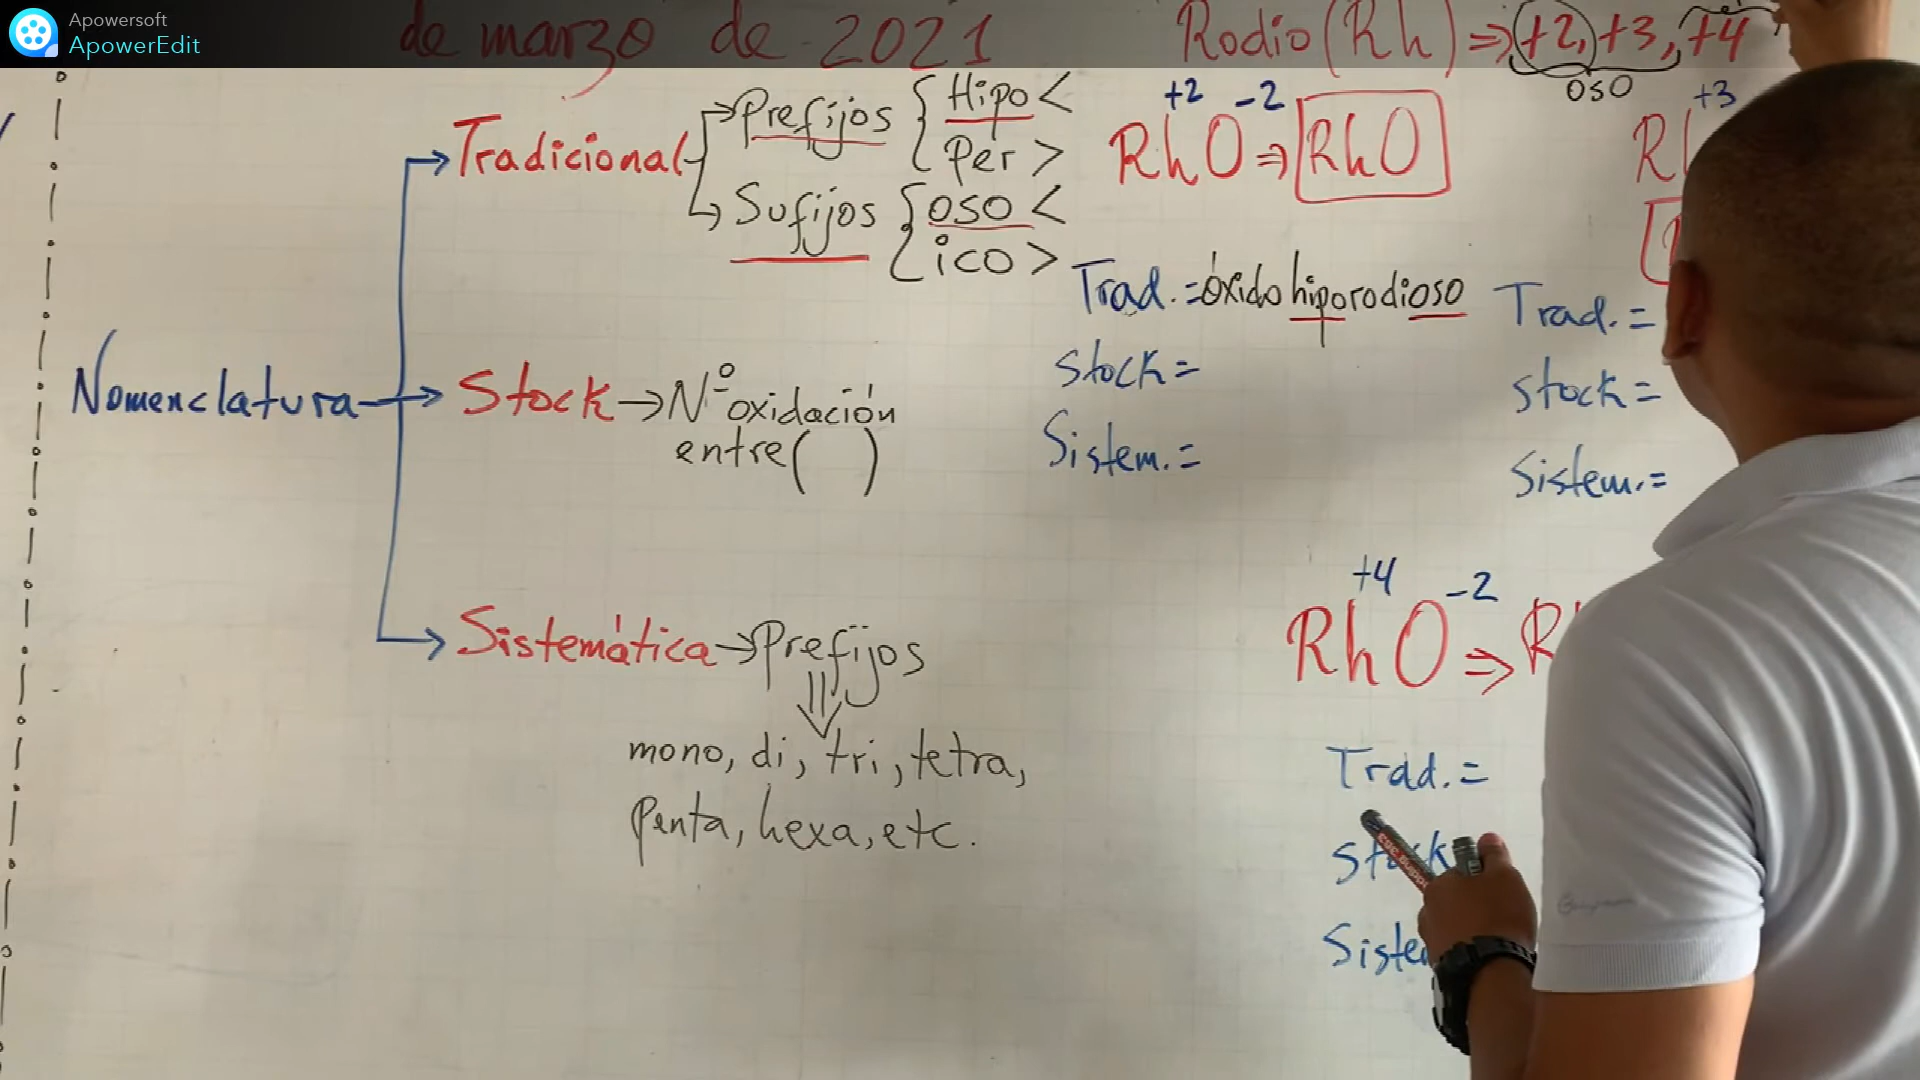 Apowersoft
ApowerEdit
de marzo de 2021
Rodio (Rh) ⇒ +2, +3, +4
oso
Nomenclatura
Tradicional
Prefijos { Hipo <
Per >
Sufijos { oso <
ico >
Stock → Nº oxidación
entre ( )
Sistemática → Prefijos
mono, di, tri, tetra,
penta, hexa, etc.
+2 -2
RhO ⇒ RhO
Trad. = óxido hiporodioso
Stock =
Sistem. =
+3
Trad. =
Stock =
Sistem. =
+4 -2
RhO ⇒
Trad. =
Stock